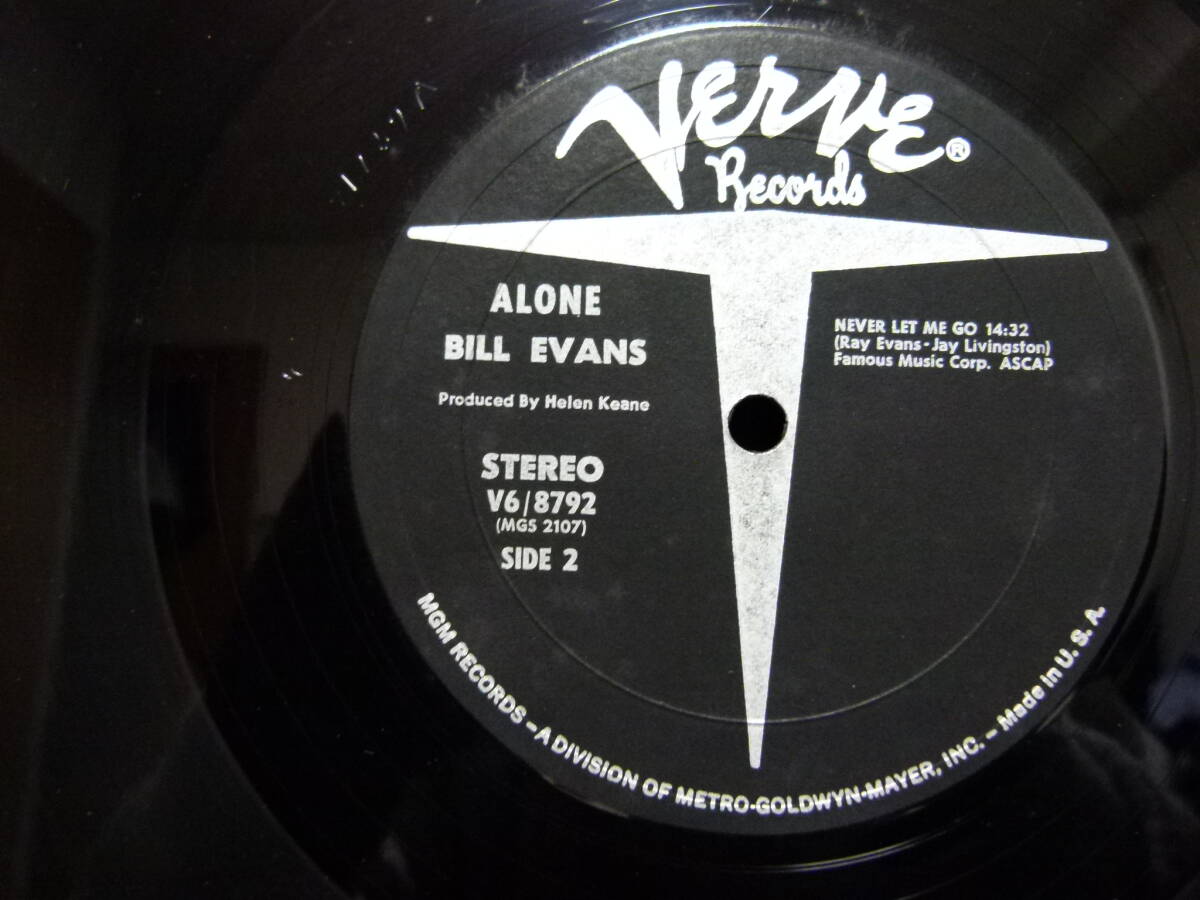 Verve
Records®
ALONE
BILL EVANS
Produced By Helen Keane
STEREO
V6/8792
(MGS 2107)
SIDE 2
NEVER LET ME GO 14:32
(Ray Evans-Jay Livingston)
Famous Music Corp. ASCAP
MGM RECORDS – A DIVISION OF METRO-GOLDWYN-MAYER, INC. – Made in U. S. A.